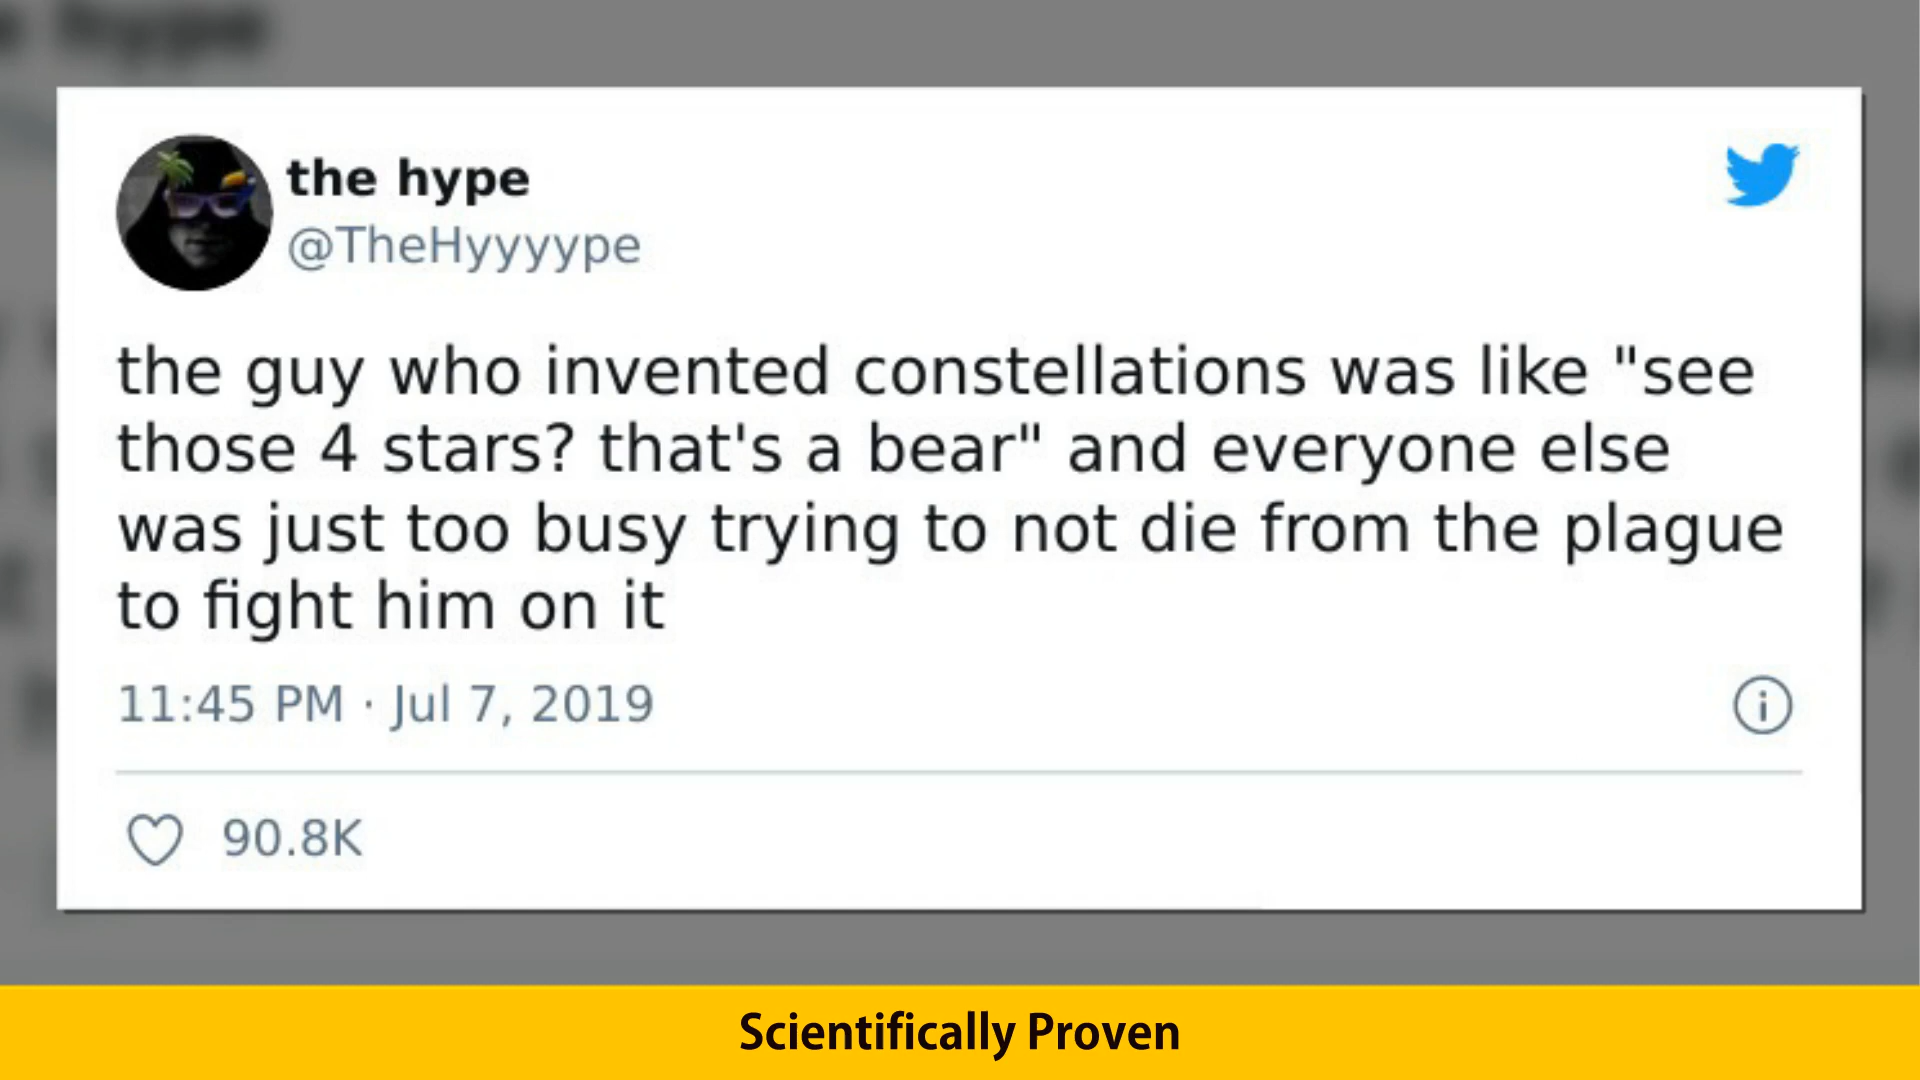 the hype
@TheHyyyype
the guy who invented constellations was like "see
those 4 stars? that's a bear" and everyone else
was just too busy trying to not die from the plague
to fight him on it
11:45 PM · Jul 7, 2019
90.8K
Scientifically Proven